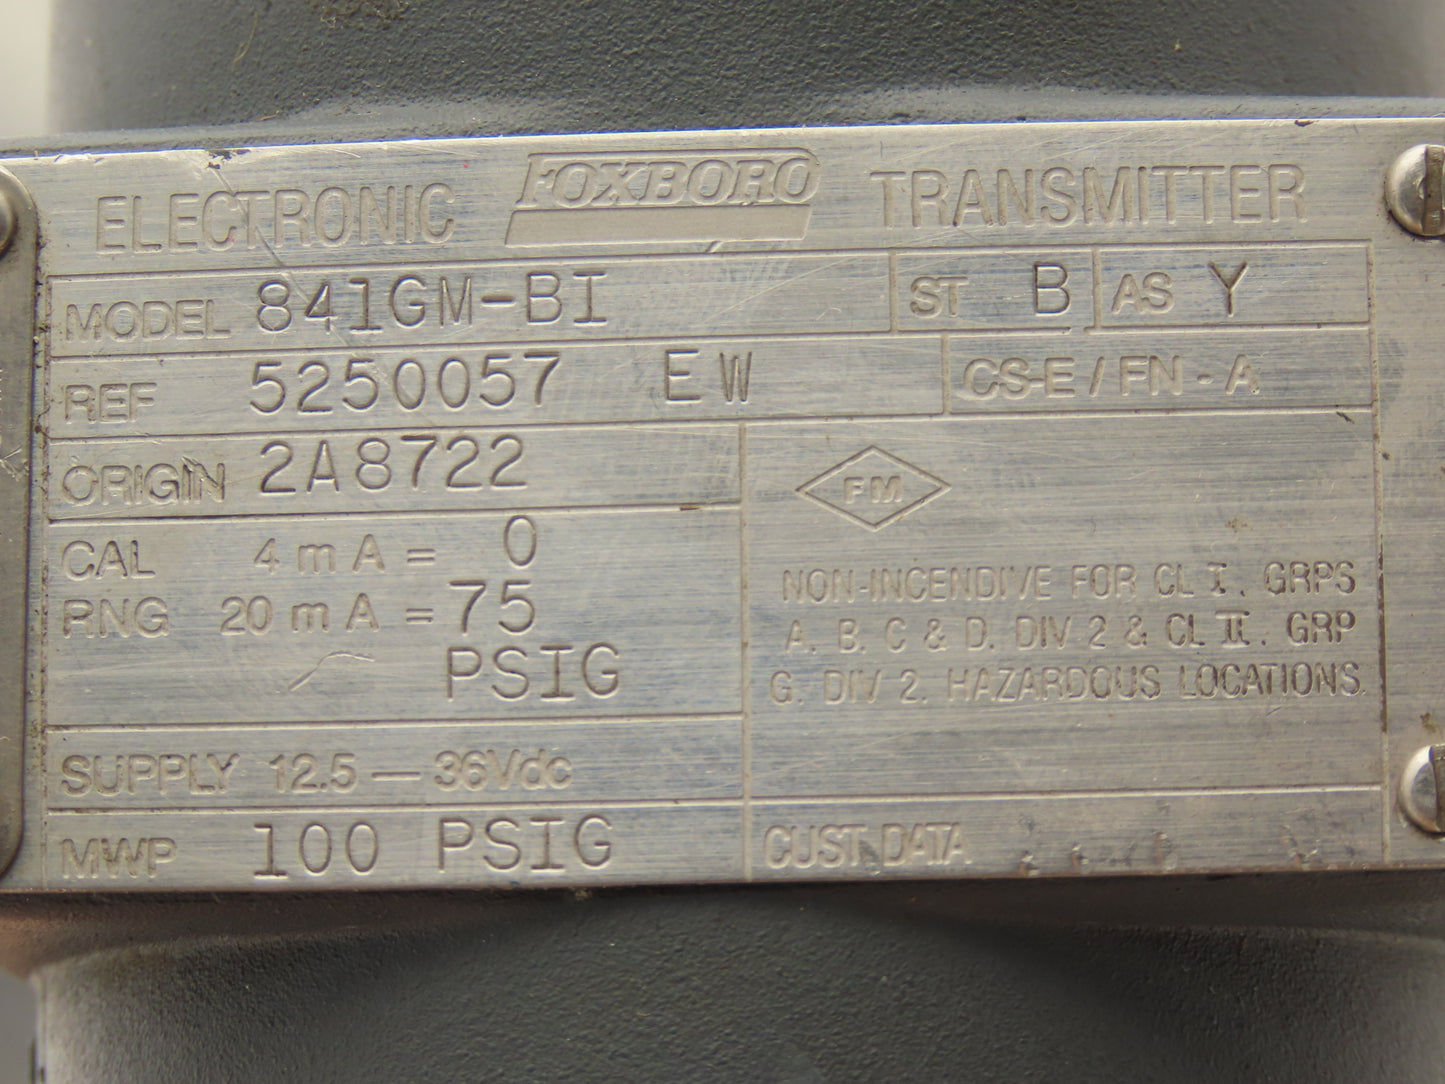 ELECTRONIC FOXBORO TRANSMITTER
MODEL 841GM-BI ST B AS Y
REF 5250057 EW CS-E / FN - A
ORIGIN 2A8722
FM
CAL 4 mA = 0
RNG 20 mA = 75
PSIG
NON-INCENDIVE FOR CL I. GRPS
A. B. C & D. DIV 2 & CL II. GRP
G. DIV 2. HAZARDOUS LOCATIONS.
SUPPLY 12.5 — 36Vdc
MWP 100 PSIG
CUST. DATA